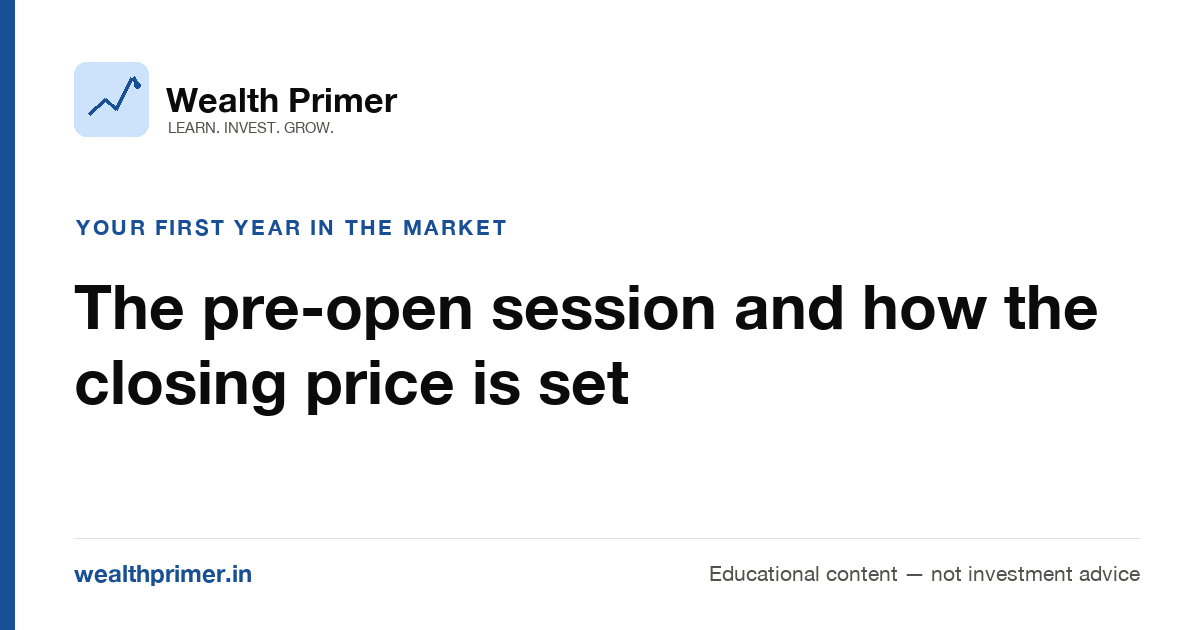 Wealth Primer
LEARN. INVEST. GROW.
YOUR FIRST YEAR IN THE MARKET
The pre-open session and how the
closing price is set
wealthprimer.in
Educational content — not investment advice